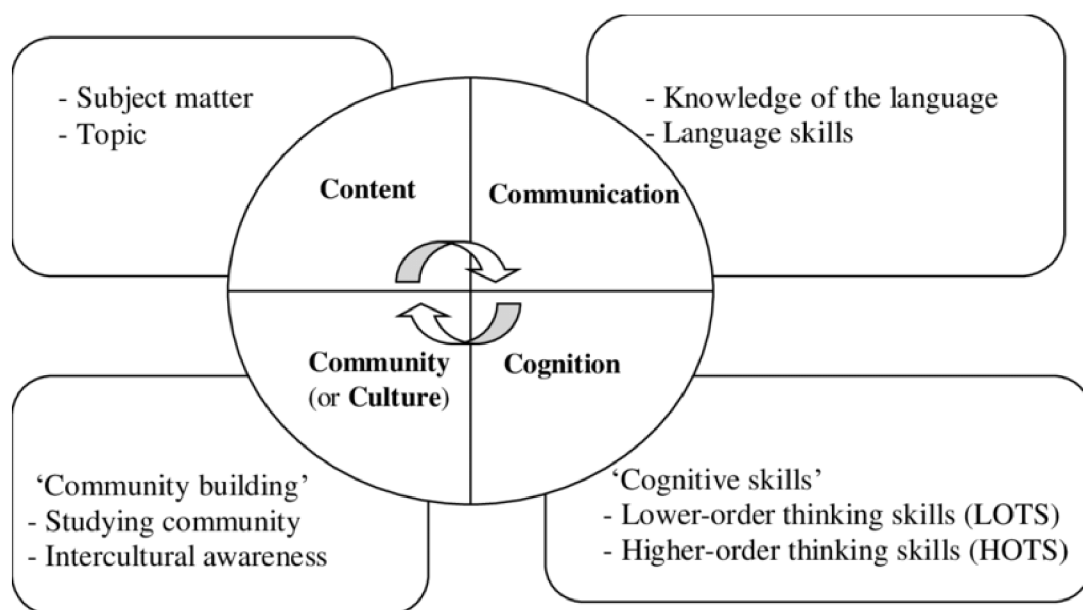 - Subject matter
- Topic
- Knowledge of the language
- Language skills
Content
Communication
Community
(or Culture)
Cognition
‘Community building’
- Studying community
- Intercultural awareness
‘Cognitive skills’
- Lower-order thinking skills (LOTS)
- Higher-order thinking skills (HOTS)